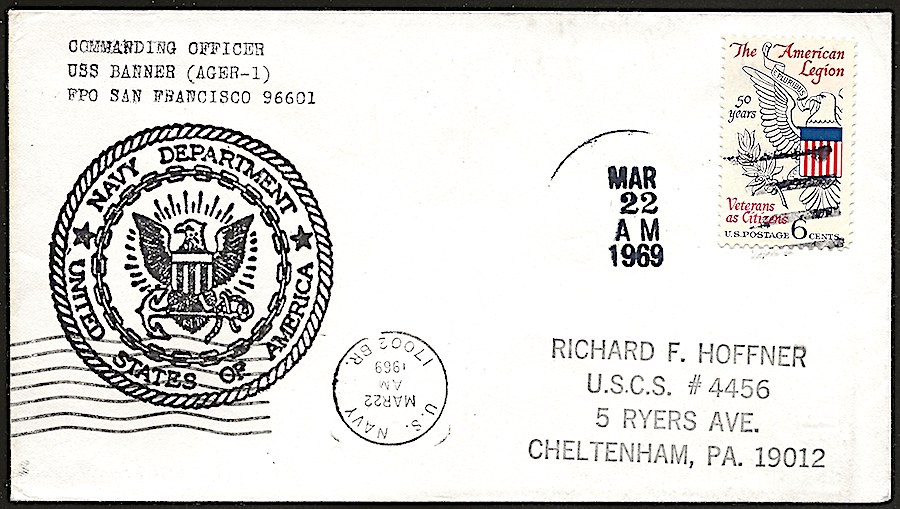 COMMANDING OFFICER
USS BANNER (AGER-1)
FPO SAN FRANCISCO 96601
The American
Legion
PLURIBUS
50
years
Veterans
as Citizens
U.S. POSTAGE 6 CENTS
MAR
22
AM
1969
NAVY DEPARTMENT
UNITED STATES OF AMERICA
U.S. NAVY
MAR 22
AM
1969
17002 BR.
RICHARD F. HOFFNER
U.S.C.S. #4456
5 RYERS AVE.
CHELTENHAM, PA. 19012